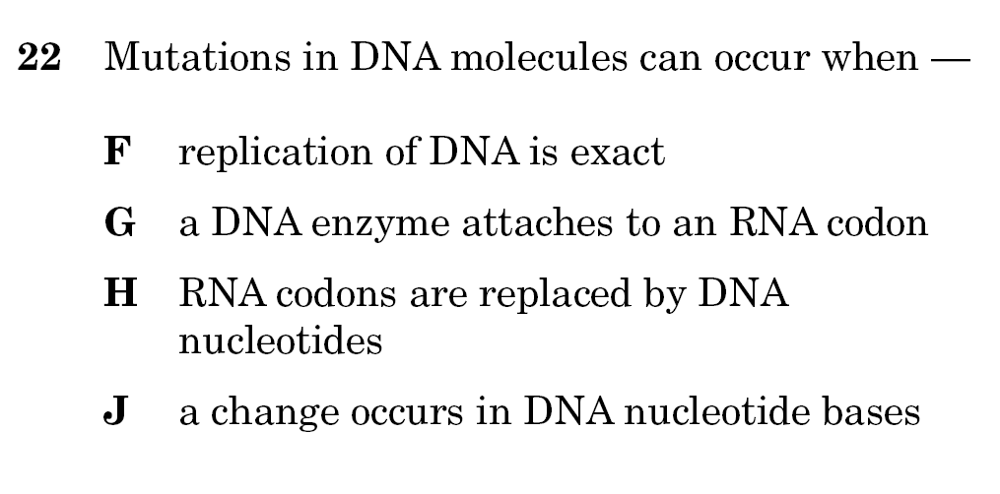 22 Mutations in DNA molecules can occur when —
F replication of DNA is exact
G a DNA enzyme attaches to an RNA codon
H RNA codons are replaced by DNA
nucleotides
J a change occurs in DNA nucleotide bases